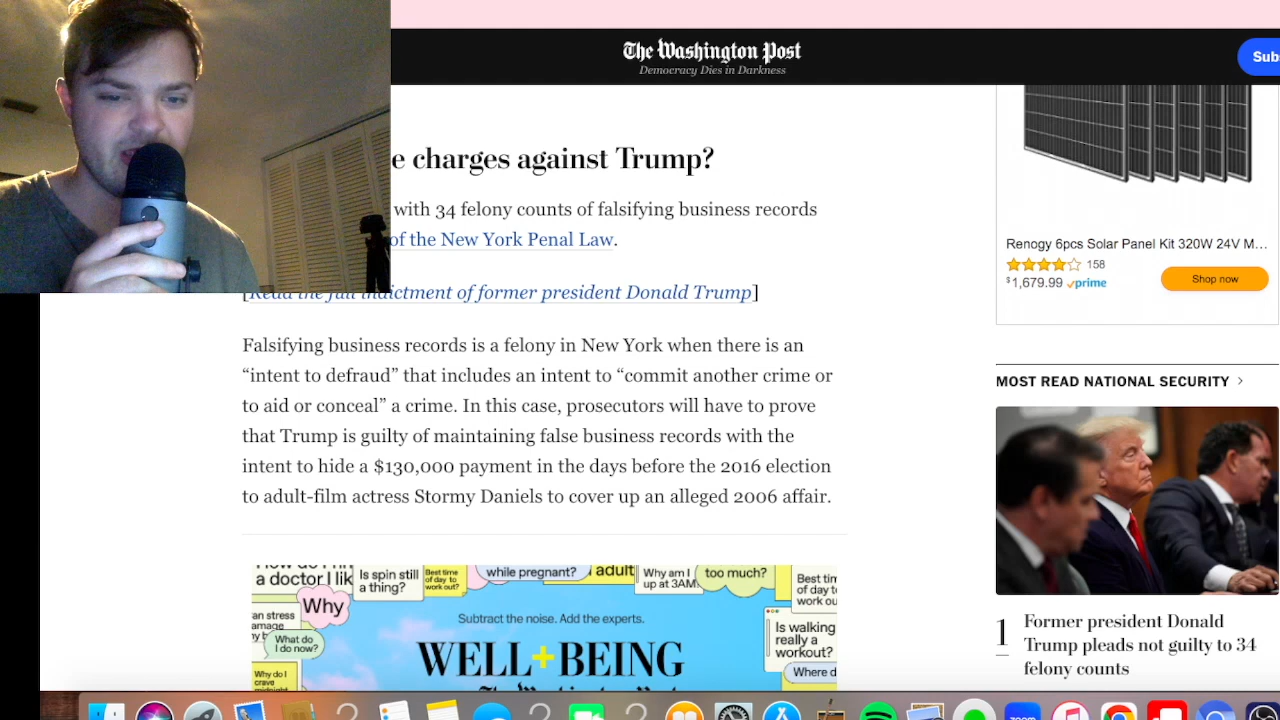 The Washington Post
Democracy Dies in Darkness
Sub
e charges against Trump?
with 34 felony counts of falsifying business records
of the New York Penal Law.
[Read the full indictment of former president Donald Trump]
Falsifying business records is a felony in New York when there is an
“intent to defraud” that includes an intent to “commit another crime or
to aid or conceal” a crime. In this case, prosecutors will have to prove
that Trump is guilty of maintaining false business records with the
intent to hide a $130,000 payment in the days before the 2016 election
to adult-film actress Stormy Daniels to cover up an alleged 2006 affair.
a doctor I lik
Is spin still
a thing?
Best time
of day to
work out?
while pregnant?
adult
Why am I
up at 3AM
too much?
Best tim
of day to
work ou
Why
an stress
amage
What do
I do now?
Why do I
crave
midnight
Subtract the noise. Add the experts.
WELL+BEING
Is walking
really a
workout?
Where d
Renogy 6pcs Solar Panel Kit 320W 24V M...
158
$1,679.99 prime
Shop now
MOST READ NATIONAL SECURITY >
1
Former president Donald
Trump pleads not guilty to 34
felony counts
zoom